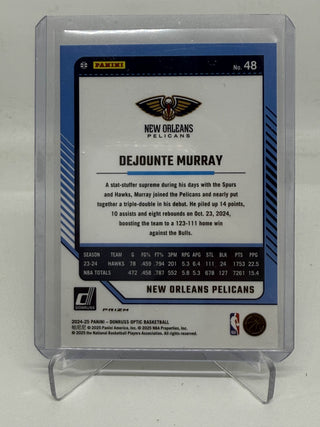 PANINI
No. 48
NEW ORLEANS
PELICANS
DEJOUNTE MURRAY
A stat-stuffer supreme during his days with the Spurs
and Hawks, Murray joined the Pelicans and nearly put
together a triple-double in his debut. He piled up 14 points,
10 assists and eight rebounds on Oct. 23, 2024,
boosting the team to a 123-111 home win
against the Bulls.
SEASON TEAM G FG% FT% 3PM RPG APG STL BLK PTS PPG
23-24 HAWKS 78 .459 .794 201 5.3 6.4 111 24 1753 22.5
NBA TOTALS 472 .458 .787 552 5.8 5.5 727 126 7261 15.4
NEW ORLEANS PELICANS
PRIZM
DONRUSS
2024-25 PANINI – DONRUSS OPTIC BASKETBALL
© 2025 Panini America, Inc. © 2025 NBA Properties, Inc.
© 2025 the National Basketball Players Association. All rights reserved.
NBA